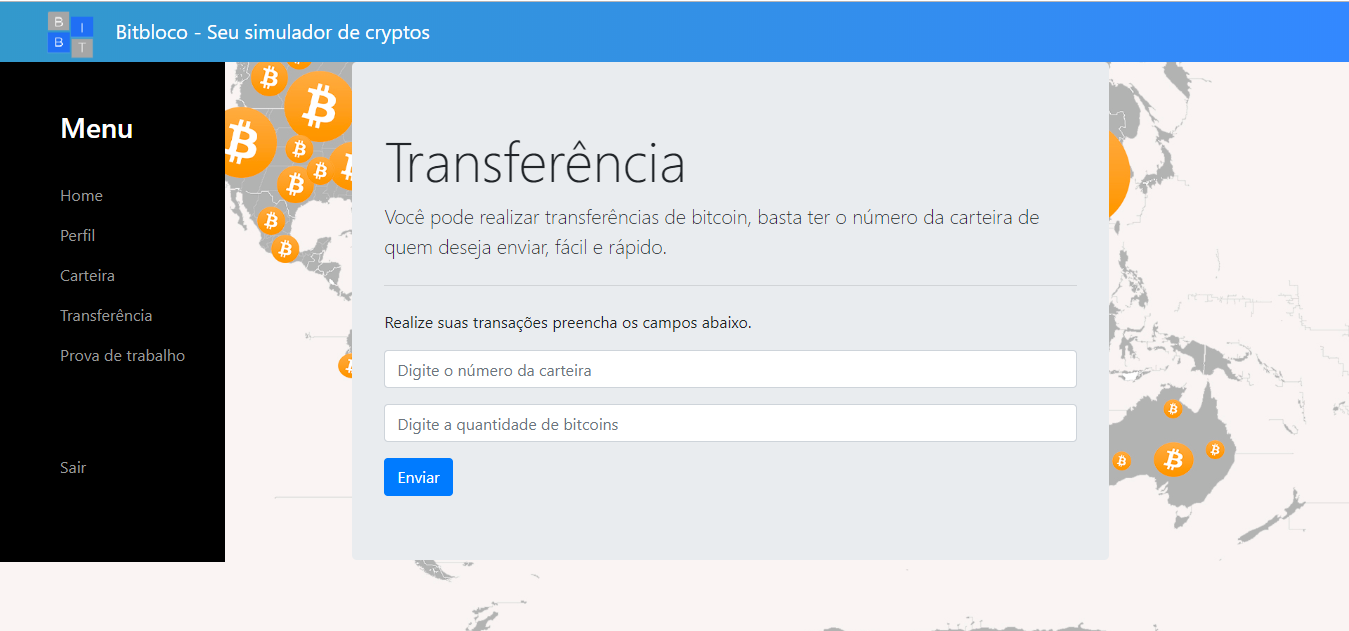 B
I
B
T
Bitbloco - Seu simulador de cryptos
Menu
Home
Perfil
Carteira
Transferência
Prova de trabalho
Sair
Transferência
Você pode realizar transferências de bitcoin, basta ter o número da carteira de
quem deseja enviar, fácil e rápido.
Realize suas transações preencha os campos abaixo.
Digite o número da carteira
Digite a quantidade de bitcoins
Enviar